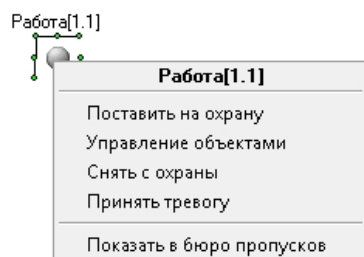 Работа[1.1]
Работа[1.1]
Поставить на охрану
Управление объектами
Снять с охраны
Принять тревогу
Показать в бюро пропусков